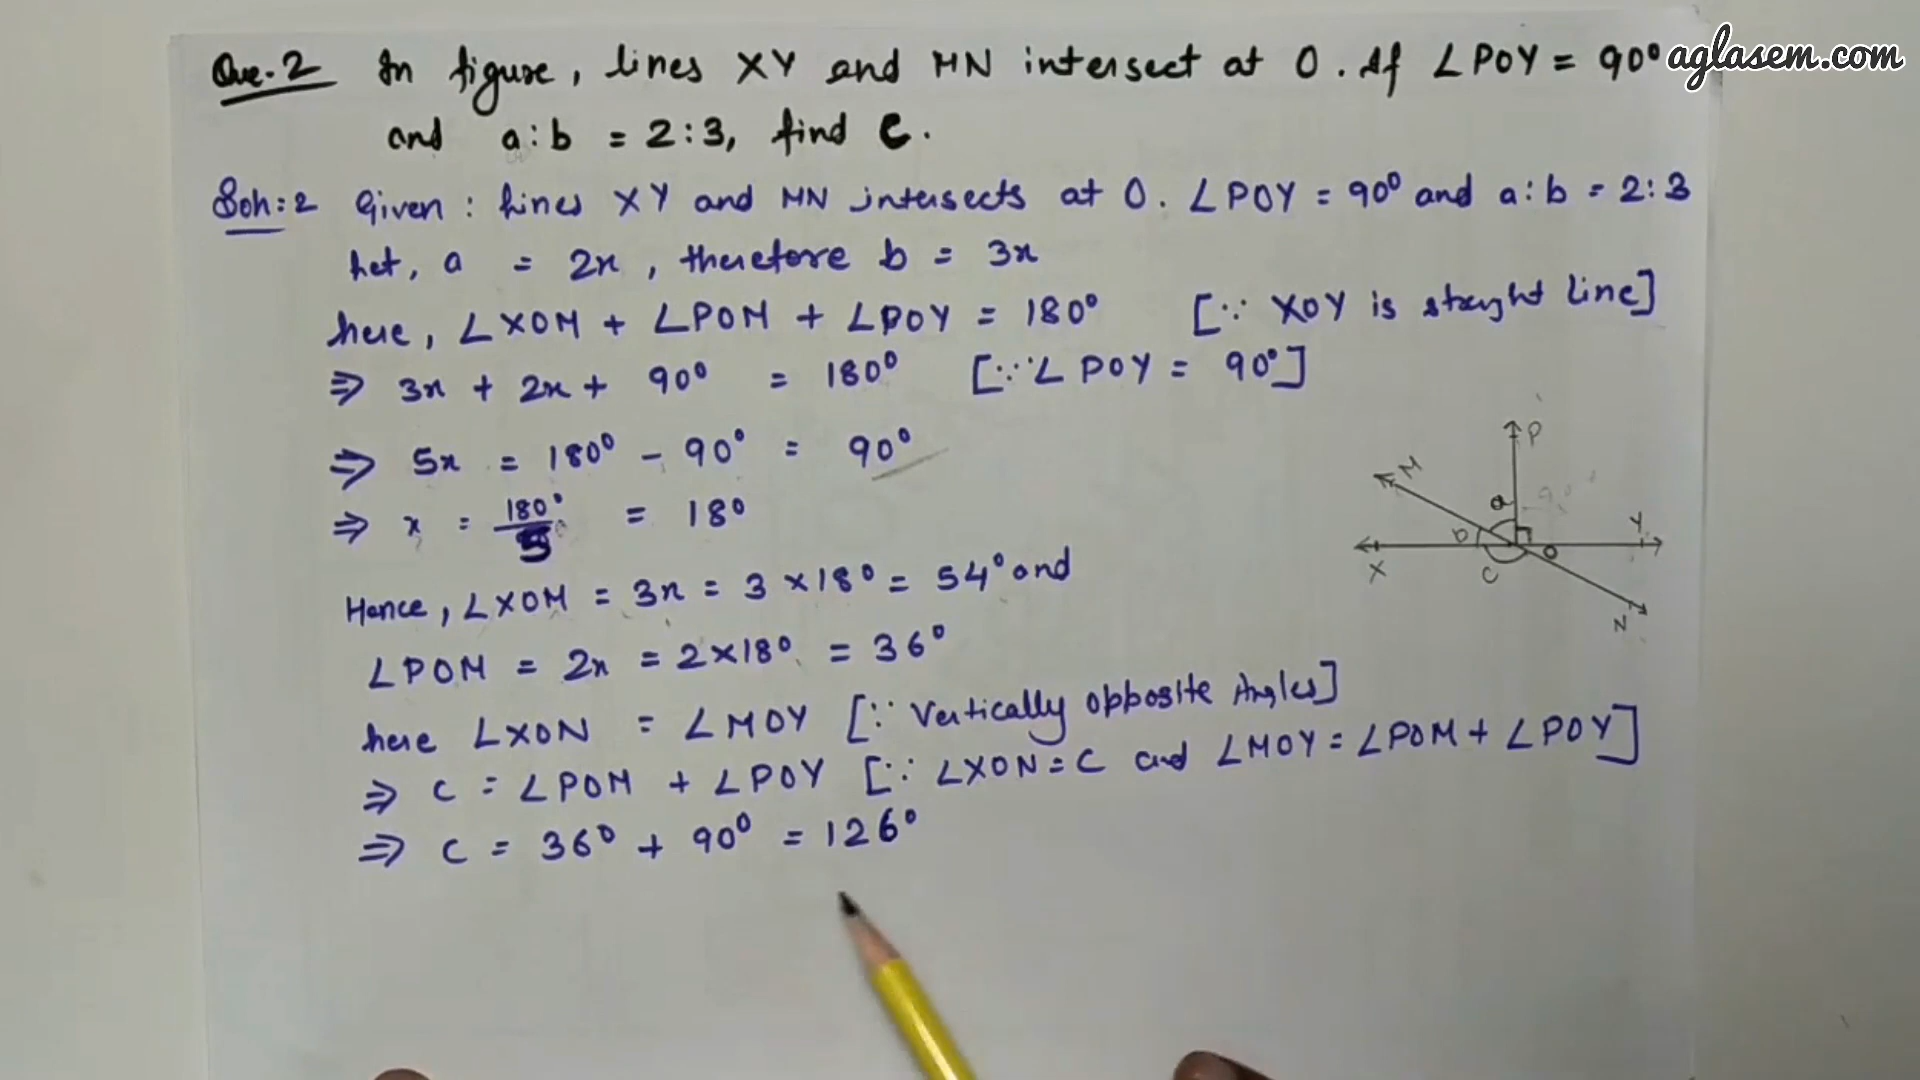 Que.2 In figure, lines XY and MN intersect at O. If ∠POY = 90°
and a:b = 2:3, find c.
Soln:2 Given: Lines XY and MN intersects at O. ∠POY = 90° and a:b = 2:3
Let, a = 2x, therefore b = 3x
here, ∠XOM + ∠POM + ∠POY = 180° [∵ XOY is straight line]
⇒ 3x + 2x + 90° = 180° [∵ ∠POY = 90°]
⇒ 5x = 180° - 90° = 90°
⇒ x = 180°/5 = 18°
Hence, ∠XOM = 3x = 3×18° = 54° and
∠POM = 2x = 2×18° = 36°
here ∠XON = ∠MOY [∵ Vertically opposite Angles]
⇒ c = ∠POM + ∠POY [∵ ∠XON = C and ∠MOY = ∠POM + ∠POY]
⇒ c = 36° + 90° = 126°
P
M
a
Y
b
O
X
C
N
aglasem.com